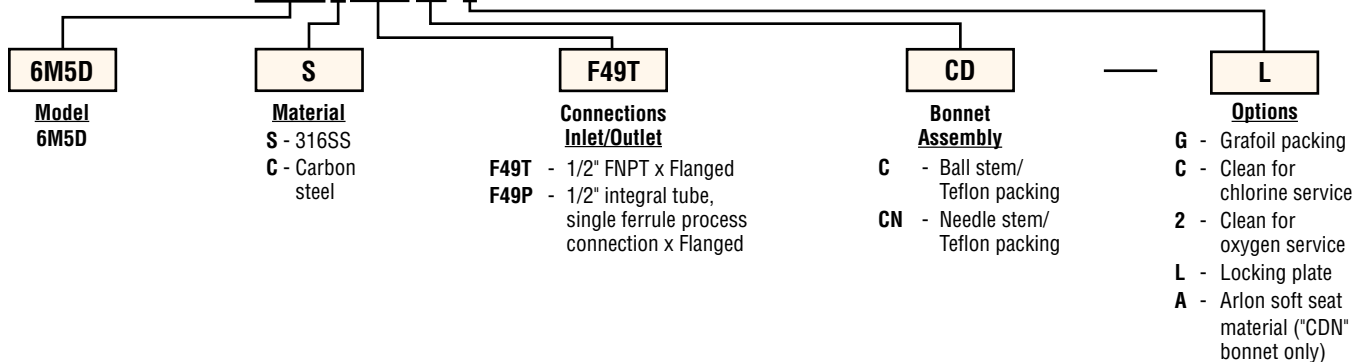 6M5D
S
F49T
CD
—
L
Model
6M5D
Material
S - 316SS
C - Carbon
steel
Connections
Inlet/Outlet
F49T - 1/2" FNPT x Flanged
F49P - 1/2" integral tube,
single ferrule process
connection x Flanged
Bonnet
Assembly
C - Ball stem/
Teflon packing
CN - Needle stem/
Teflon packing
Options
G - Grafoil packing
C - Clean for
chlorine service
2 - Clean for
oxygen service
L - Locking plate
A - Arlon soft seat
material ("CDN"
bonnet only)